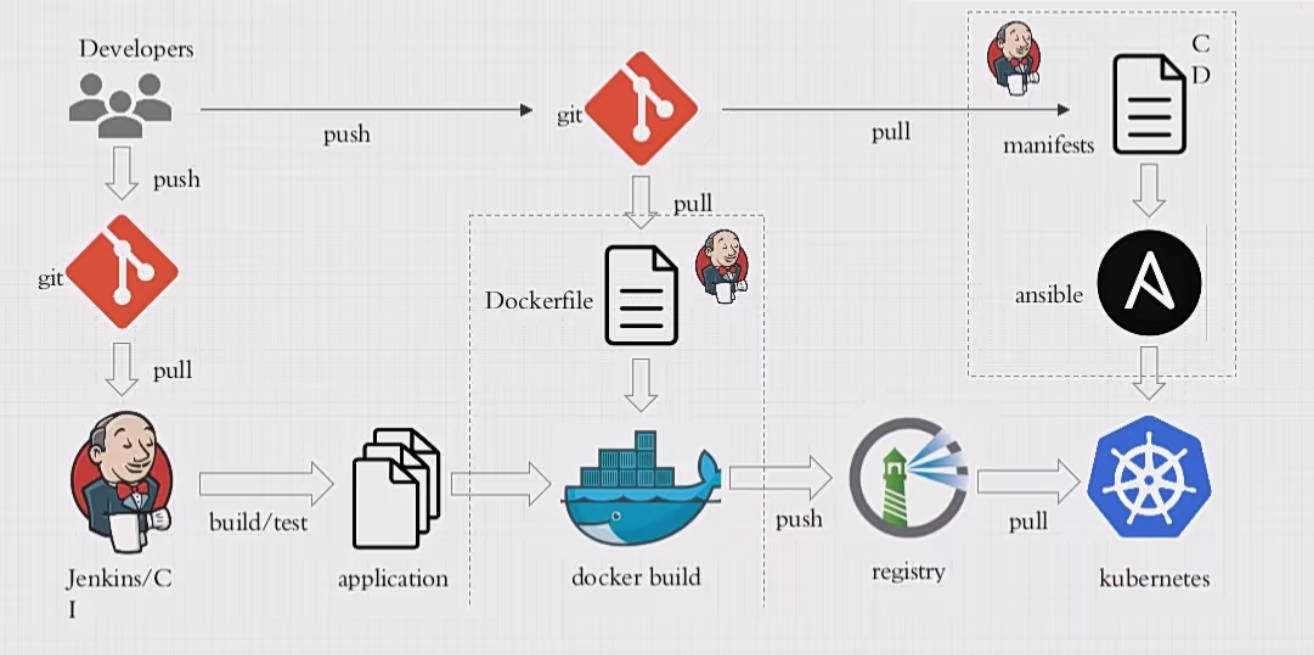 Developers
push
git
pull
C
D
manifests
push
pull
git
Dockerfile
ansible
pull
build/test
push
pull
Jenkins/C
I
application
docker build
registry
kubernetes